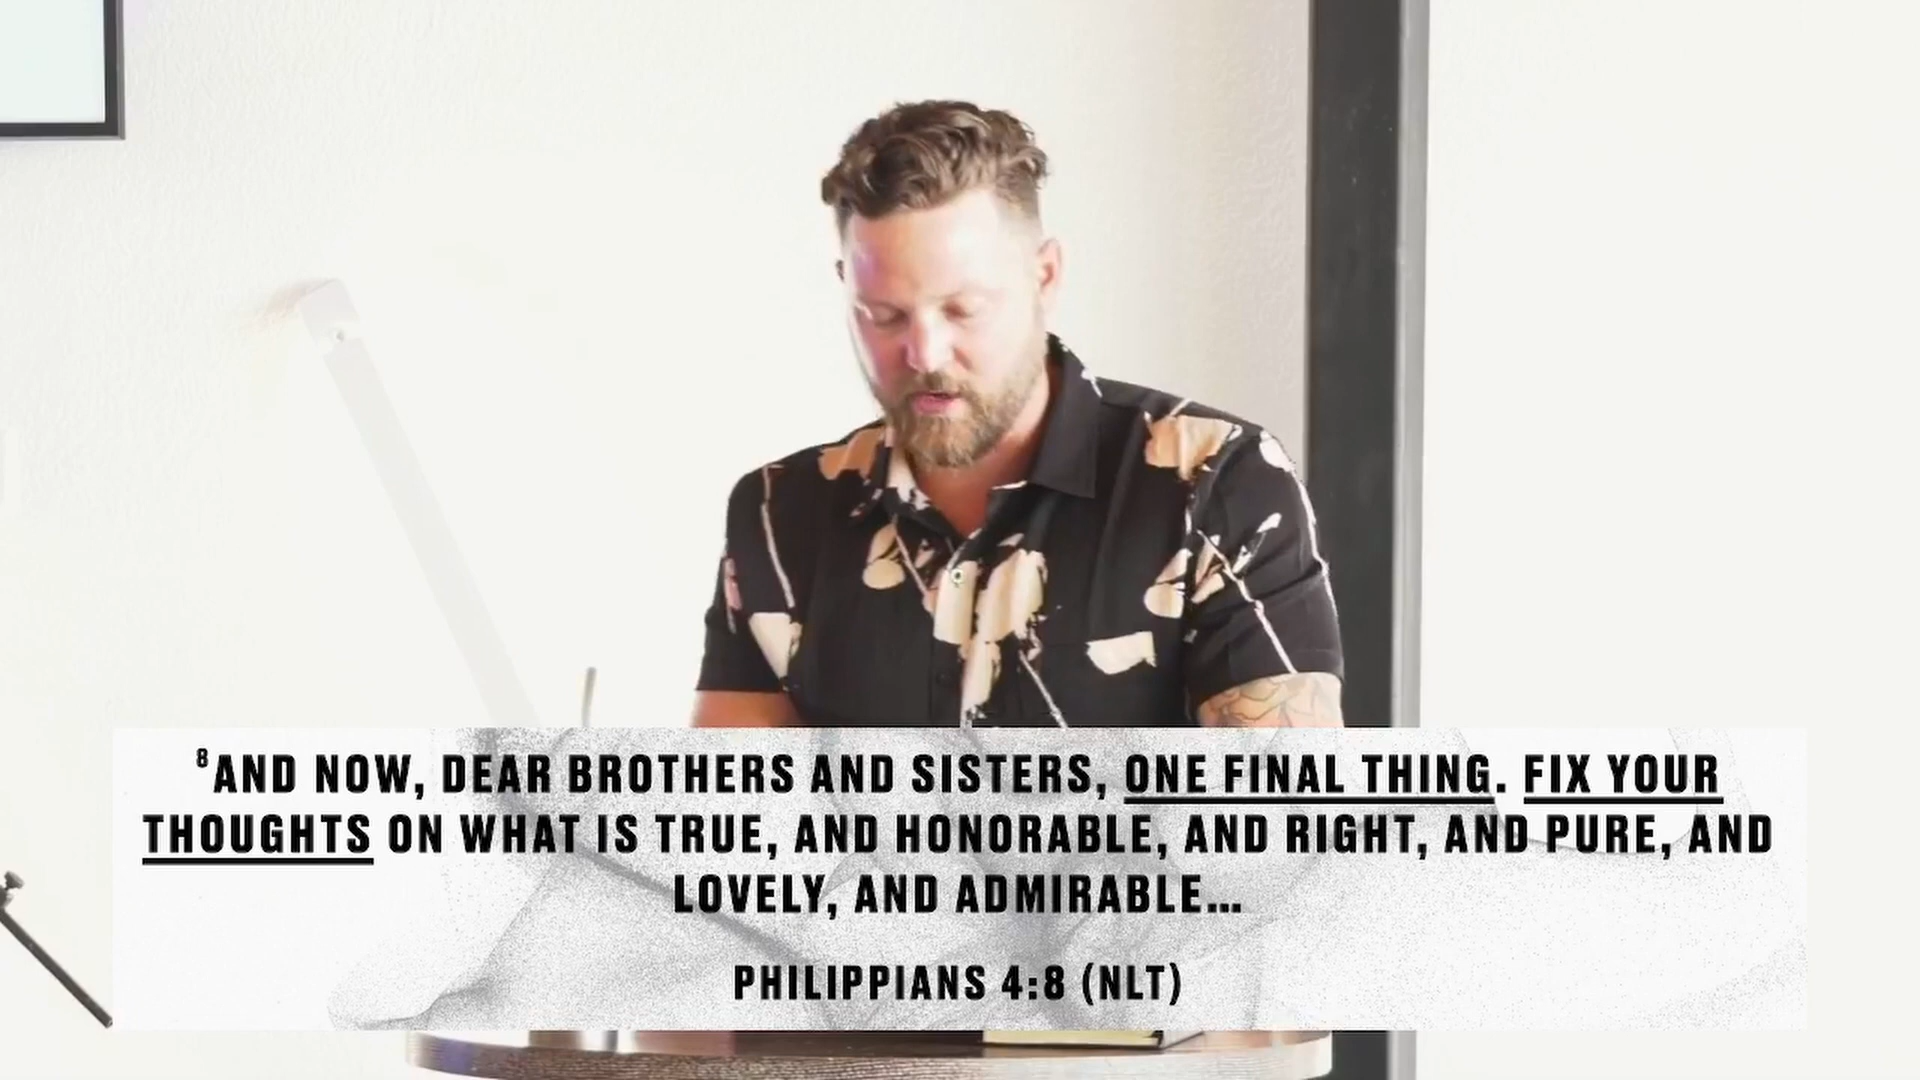 ⁸AND NOW, DEAR BROTHERS AND SISTERS, ONE FINAL THING. FIX YOUR
THOUGHTS ON WHAT IS TRUE, AND HONORABLE, AND RIGHT, AND PURE, AND
LOVELY, AND ADMIRABLE...
PHILIPPIANS 4:8 (NLT)